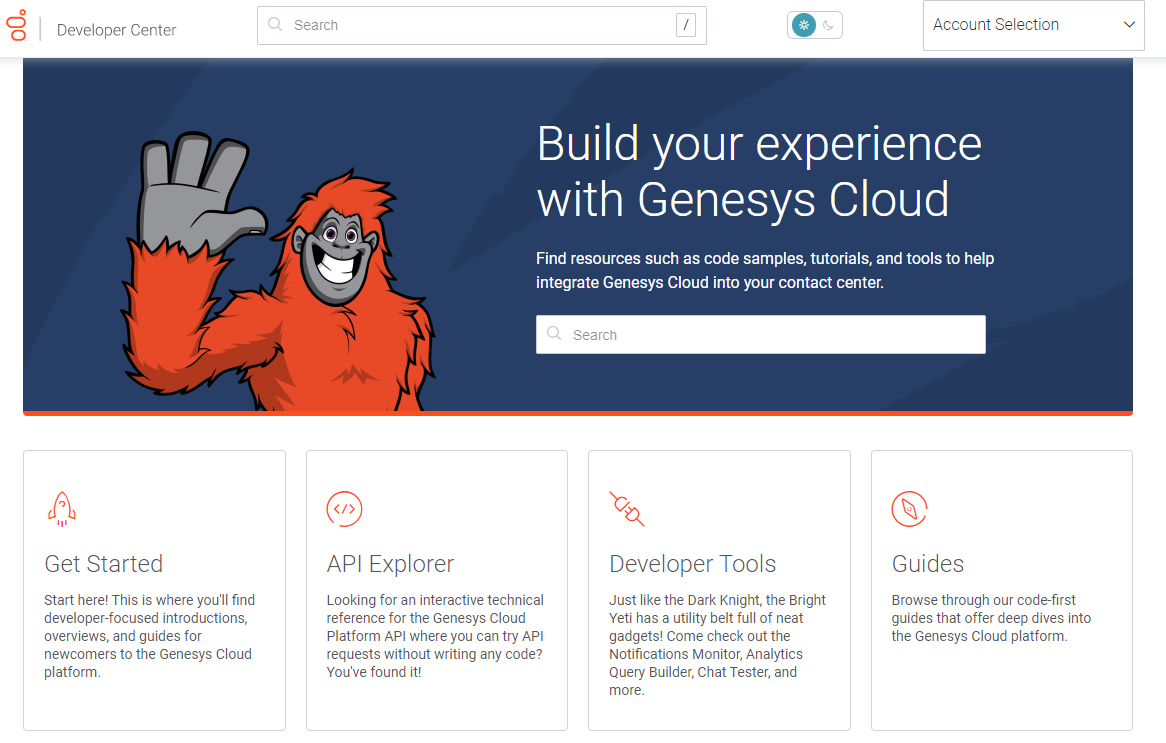 Developer Center
Search
/
Account Selection
Build your experience
with Genesys Cloud
Find resources such as code samples, tutorials, and tools to help
integrate Genesys Cloud into your contact center.
Search
Get Started
Start here! This is where you'll find
developer-focused introductions,
overviews, and guides for
newcomers to the Genesys Cloud
platform.
API Explorer
Looking for an interactive technical
reference for the Genesys Cloud
Platform API where you can try API
requests without writing any code?
You've found it!
Developer Tools
Just like the Dark Knight, the Bright
Yeti has a utility belt full of neat
gadgets! Come check out the
Notifications Monitor, Analytics
Query Builder, Chat Tester, and
more.
Guides
Browse through our code-first
guides that offer deep dives into
the Genesys Cloud platform.